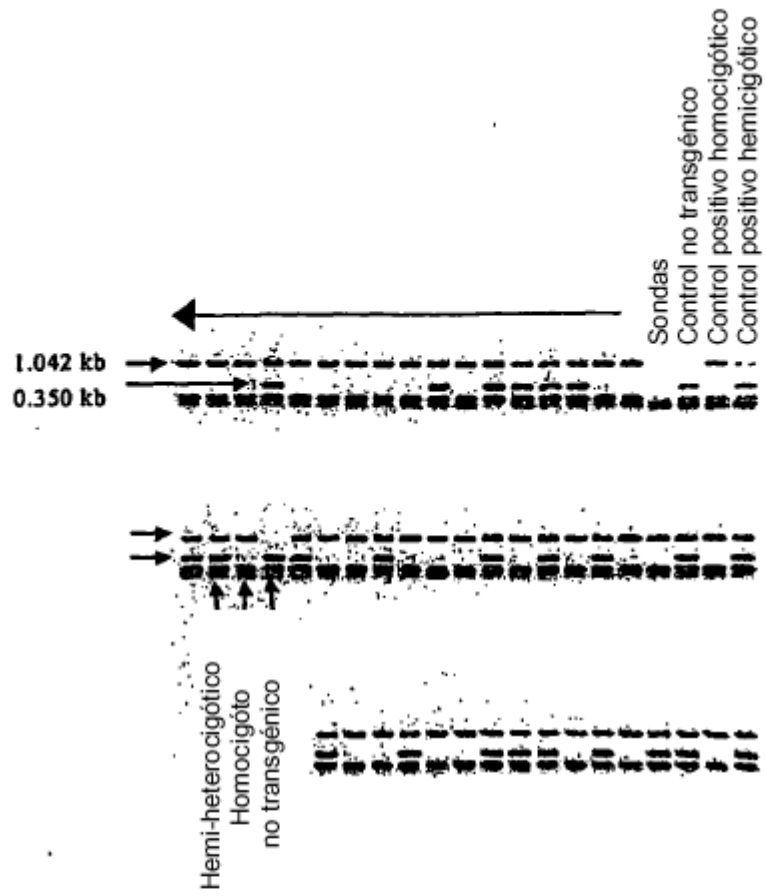 Sondas
Control no transgénico
Control positivo homocigótico
Control positivo hemicigótico
1.042 kb
0.350 kb
Hemi-heterocigótico
Homocigóto
no transgénico